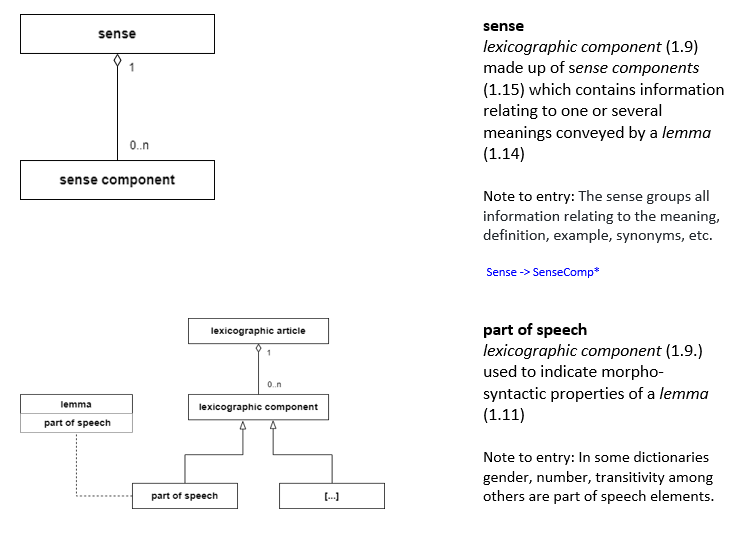 sense
1
0..n
sense component
sense
lexicographic component (1.9)
made up of sense components
(1.15) which contains information
relating to one or several
meanings conveyed by a lemma
(1.14)
Note to entry: The sense groups all
information relating to the meaning,
definition, example, synonyms, etc.
Sense -> SenseComp*
lexicographic article
1
0..n
lexicographic component
lemma
part of speech
part of speech
[...]
part of speech
lexicographic component (1.9.)
used to indicate morpho-
syntactic properties of a lemma
(1.11)
Note to entry: In some dictionaries
gender, number, transitivity among
others are part of speech elements.